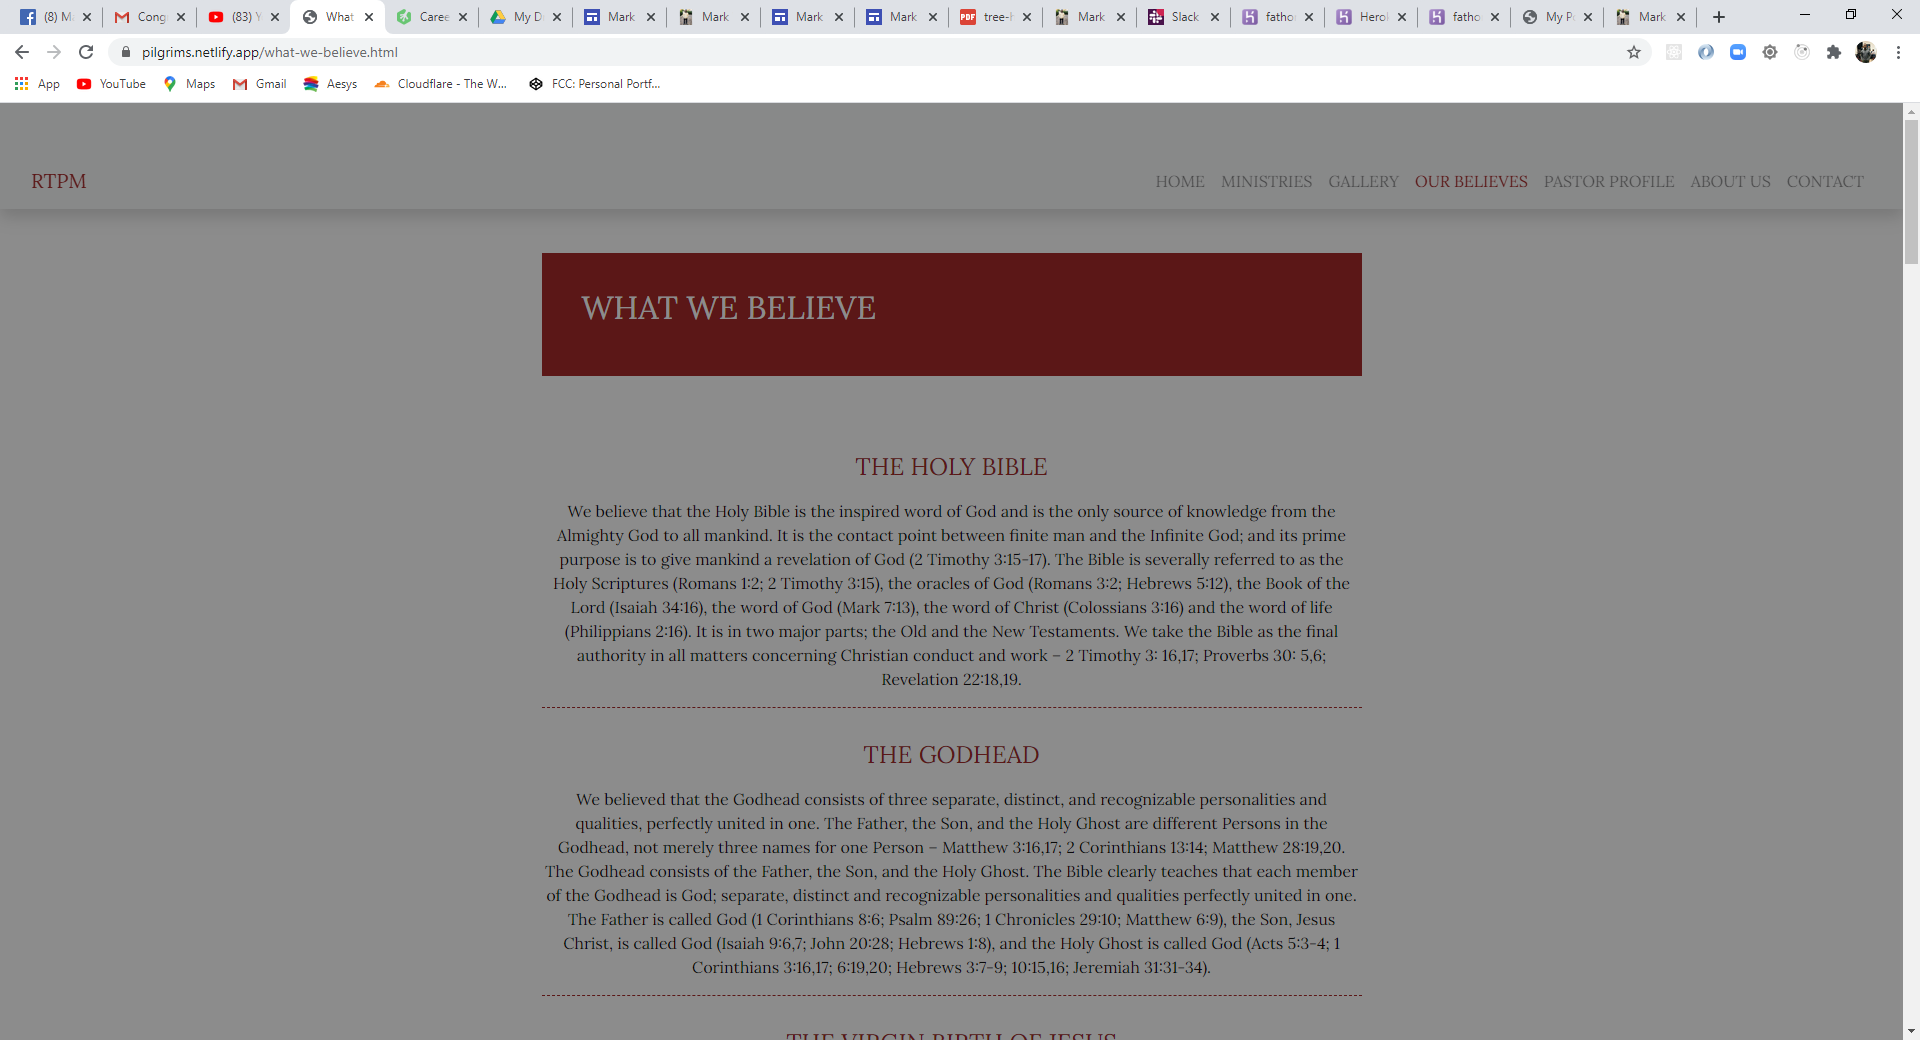 (8) M
Cong
(83) Y
What
Caree
My D
Mark
Mark
Mark
Mark
PDF
tree-h
Mark
Slack
fatho
Herok
fatho
My P
Mark
pilgrims.netlify.app/what-we-believe.html
App
YouTube
Maps
Gmail
Aesys
Cloudflare - The W...
FCC: Personal Portf...
RTPM
HOME MINISTRIES GALLERY OUR BELIEVES PASTOR PROFILE ABOUT US CONTACT
WHAT WE BELIEVE
THE HOLY BIBLE
We believe that the Holy Bible is the inspired word of God and is the only source of knowledge from the
Almighty God to all mankind. It is the contact point between finite man and the Infinite God; and its prime
purpose is to give mankind a revelation of God (2 Timothy 3:15-17). The Bible is severally referred to as the
Holy Scriptures (Romans 1:2; 2 Timothy 3:15), the oracles of God (Romans 3:2; Hebrews 5:12), the Book of the
Lord (Isaiah 34:16), the word of God (Mark 7:13), the word of Christ (Colossians 3:16) and the word of life
(Philippians 2:16). It is in two major parts; the Old and the New Testaments. We take the Bible as the final
authority in all matters concerning Christian conduct and work – 2 Timothy 3: 16,17; Proverbs 30: 5,6;
Revelation 22:18,19.
THE GODHEAD
We believed that the Godhead consists of three separate, distinct, and recognizable personalities and
qualities, perfectly united in one. The Father, the Son, and the Holy Ghost are different Persons in the
Godhead, not merely three names for one Person – Matthew 3:16,17; 2 Corinthians 13:14; Matthew 28:19,20.
The Godhead consists of the Father, the Son, and the Holy Ghost. The Bible clearly teaches that each member
of the Godhead is God; separate, distinct and recognizable personalities and qualities perfectly united in one.
The Father is called God (1 Corinthians 8:6; Psalm 89:26; 1 Chronicles 29:10; Matthew 6:9), the Son, Jesus
Christ, is called God (Isaiah 9:6,7; John 20:28; Hebrews 1:8), and the Holy Ghost is called God (Acts 5:3-4; 1
Corinthians 3:16,17; 6:19,20; Hebrews 3:7-9; 10:15,16; Jeremiah 31:31-34).
THE VIRGIN BIRTH OF JESUS